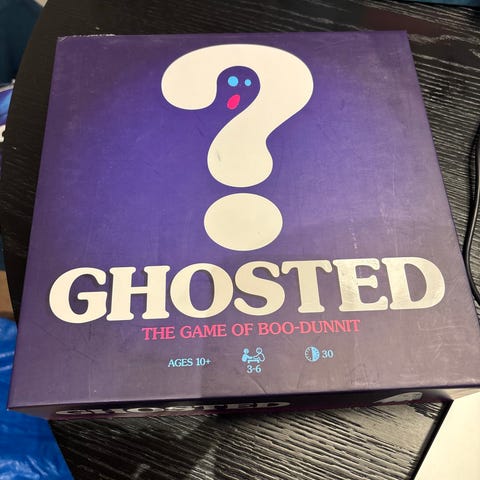 ?
GHOSTED
THE GAME OF BOO-DUNNIT
AGES 10+
3-6
30
GHOSTED